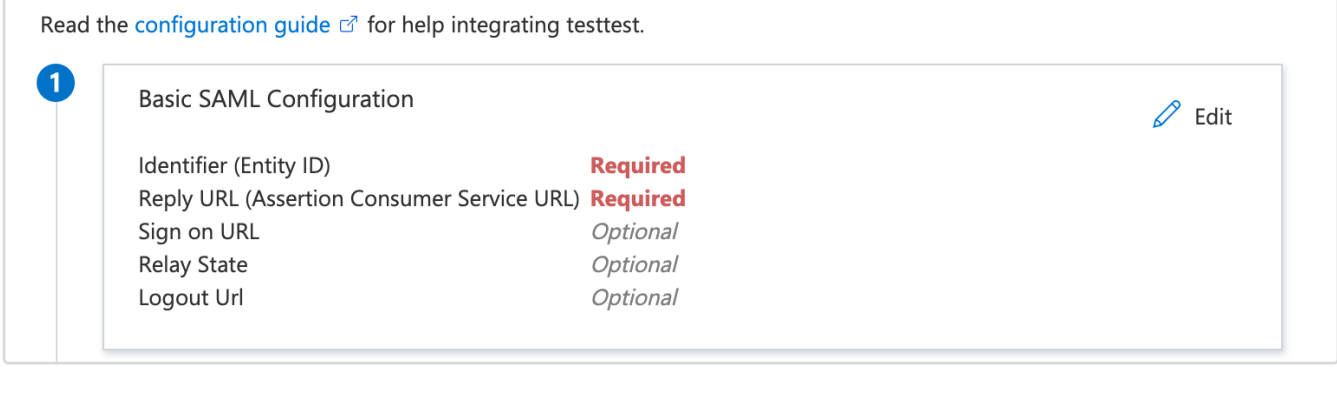 Read the configuration guide for help integrating testtest.
1
Basic SAML Configuration
Edit
Identifier (Entity ID) Required
Reply URL (Assertion Consumer Service URL) Required
Sign on URL Optional
Relay State Optional
Logout Url Optional